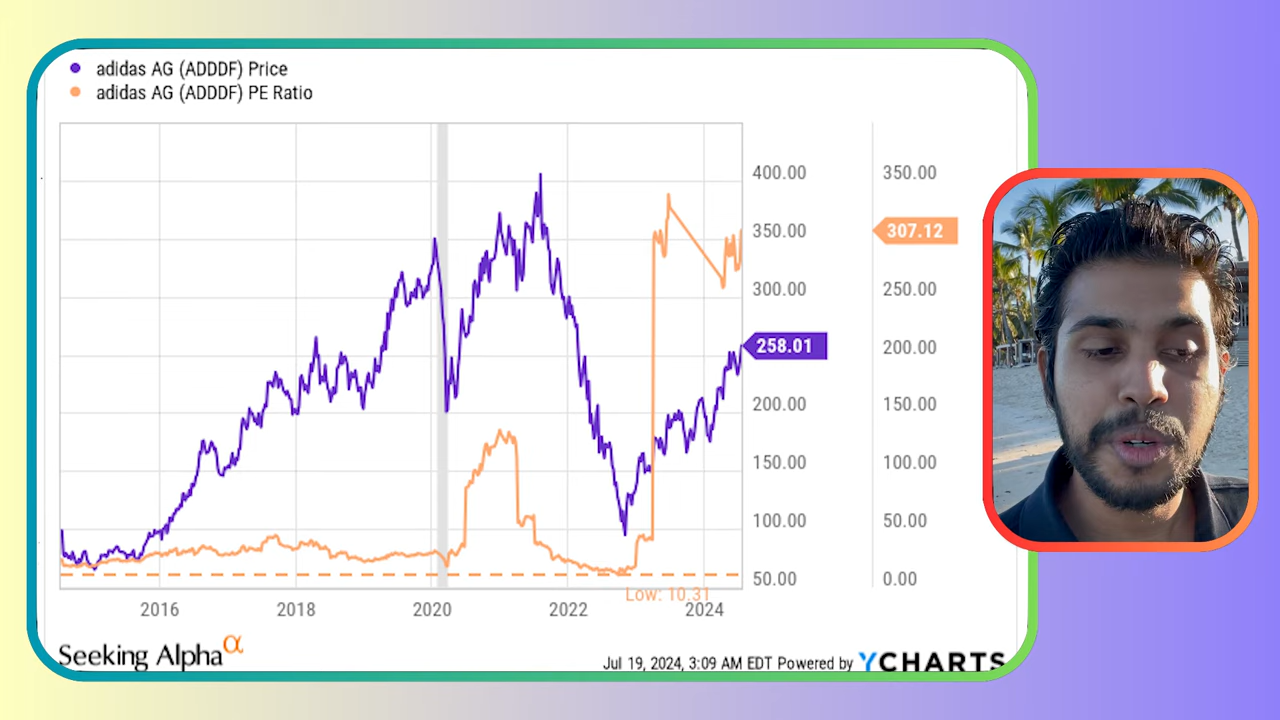 adidas AG (ADDDF) Price
adidas AG (ADDDF) PE Ratio
400.00 350.00
350.00 307.12
300.00 250.00
258.01 200.00
200.00 150.00
150.00 100.00
100.00 50.00
50.00 0.00
Low: 10.31
2016 2018 2020 2022 2024
Seeking Alpha α
Jul 19, 2024, 3:09 AM EDT Powered by YCHARTS